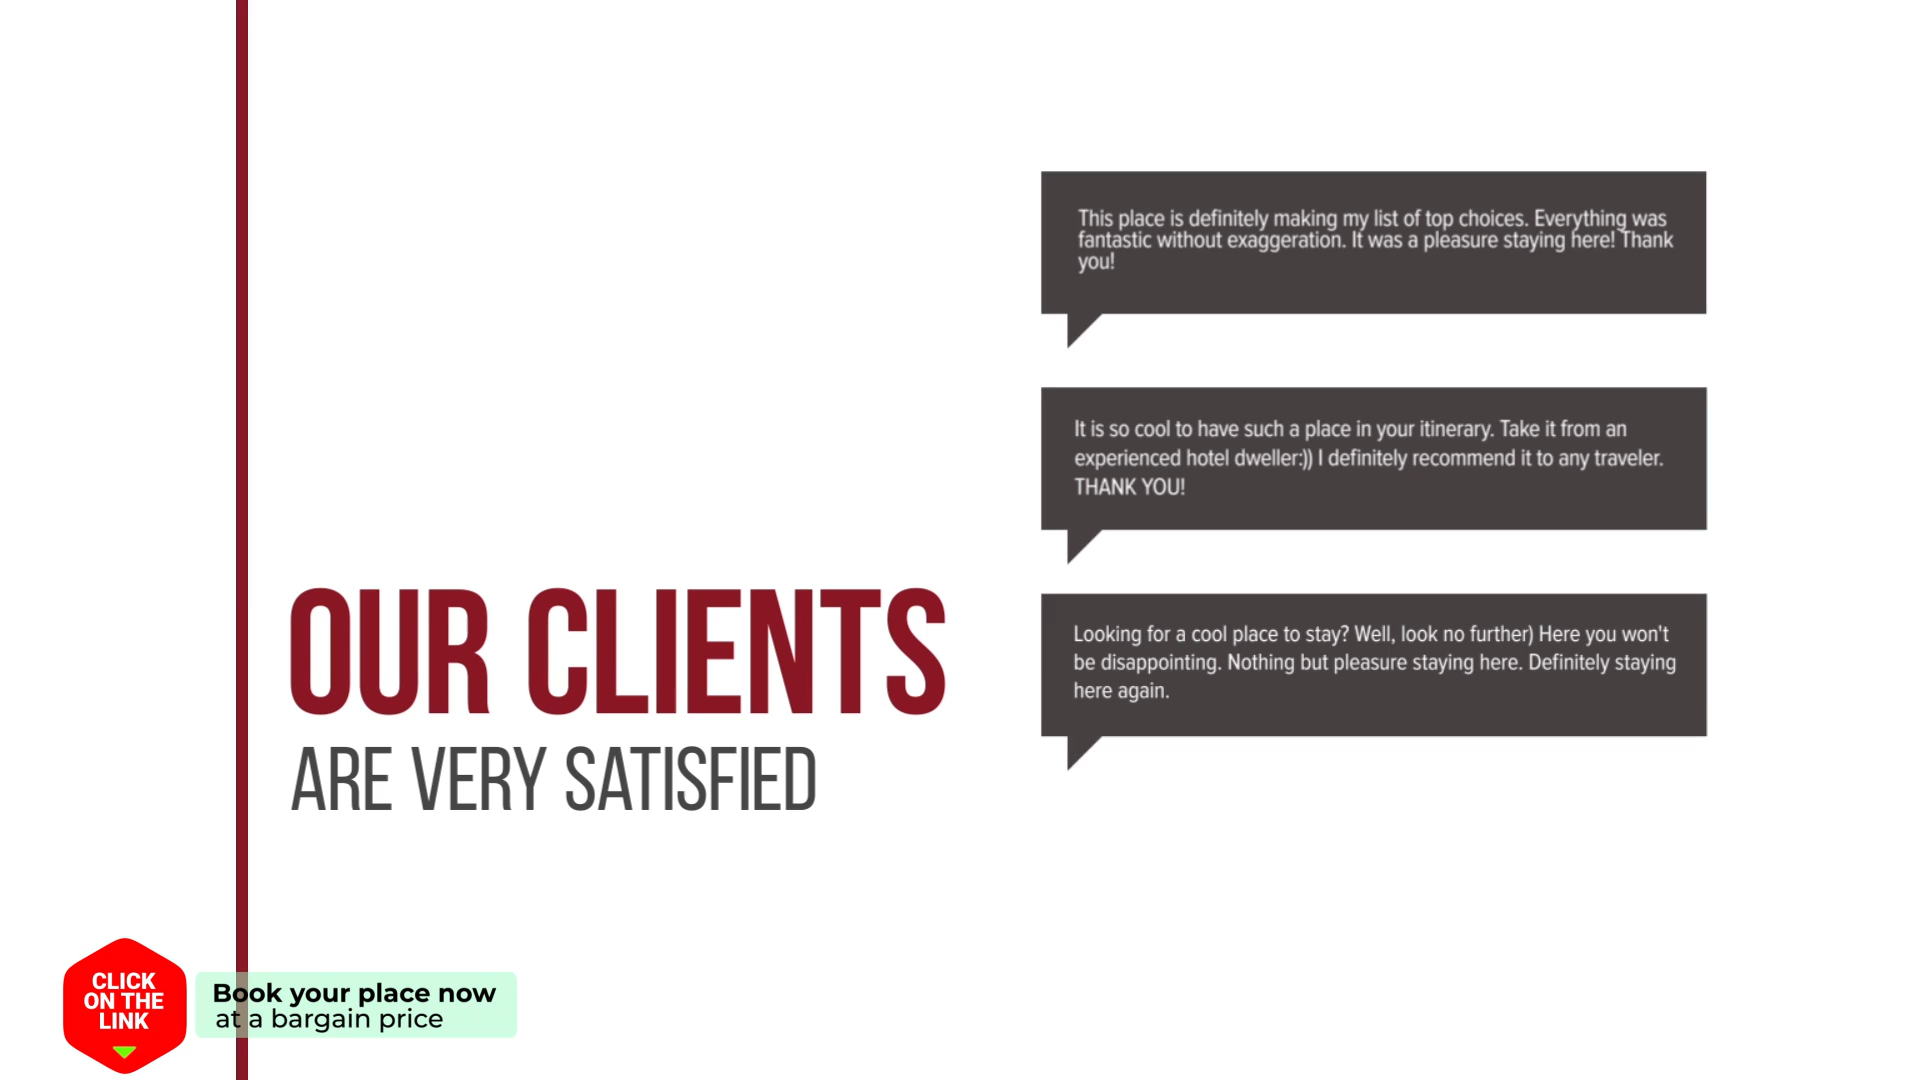 This place is definitely making my list of top choices. Everything was
fantastic without exaggeration. It was a pleasure staying here! Thank
you!
It is so cool to have such a place in your itinerary. Take it from an
experienced hotel dweller:)) I definitely recommend it to any traveler.
THANK YOU!
Looking for a cool place to stay? Well, look no further) Here you won't
be disappointing. Nothing but pleasure staying here. Definitely staying
here again.
OUR CLIENTS
ARE VERY SATISFIED
CLICK
ON THE
LINK
Book your place now
at a bargain price